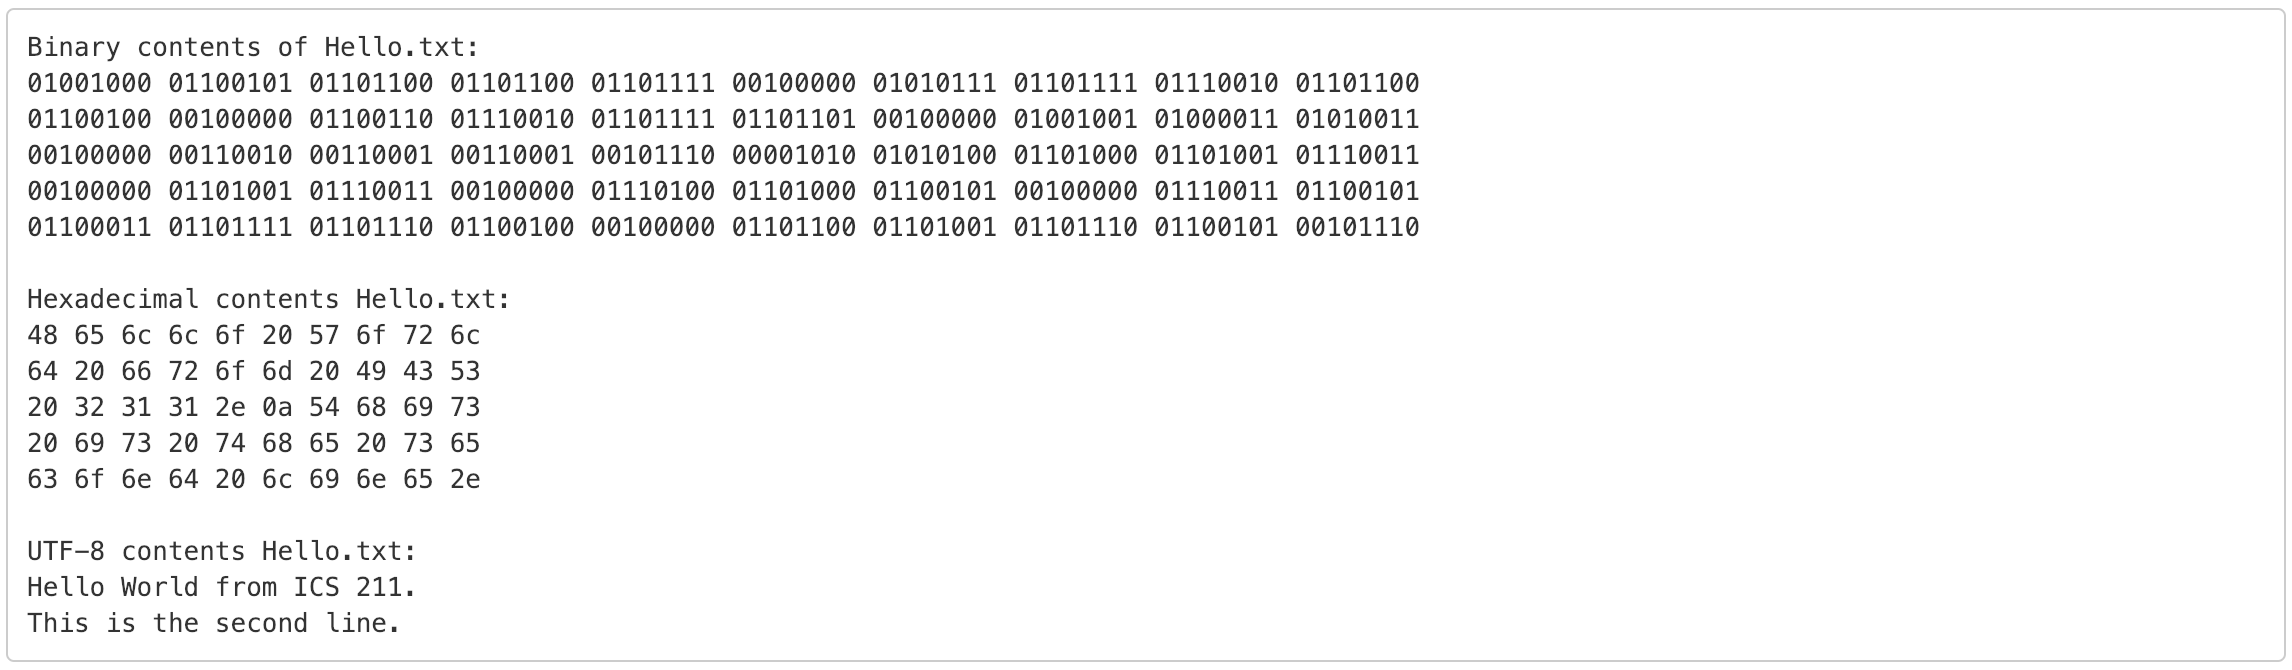 Binary contents of Hello.txt:
01001000 01100101 01101100 01101100 01101111 00100000 01010111 01101111 01110010 01101100
01100100 00100000 01100110 01110010 01101111 01101101 00100000 01001001 01000011 01010011
00100000 00110010 00110001 00110001 00101110 00001010 01010100 01101000 01101001 01110011
00100000 01101001 01110011 00100000 01110100 01101000 01100101 00100000 01110011 01100101
01100011 01101111 01101110 01100100 00100000 01101100 01101001 01101110 01100101 00101110
Hexadecimal contents Hello.txt:
48 65 6c 6c 6f 20 57 6f 72 6c
64 20 66 72 6f 6d 20 49 43 53
20 32 31 31 2e 0a 54 68 69 73
20 69 73 20 74 68 65 20 73 65
63 6f 6e 64 20 6c 69 6e 65 2e
UTF-8 contents Hello.txt:
Hello World from ICS 211.
This is the second line.